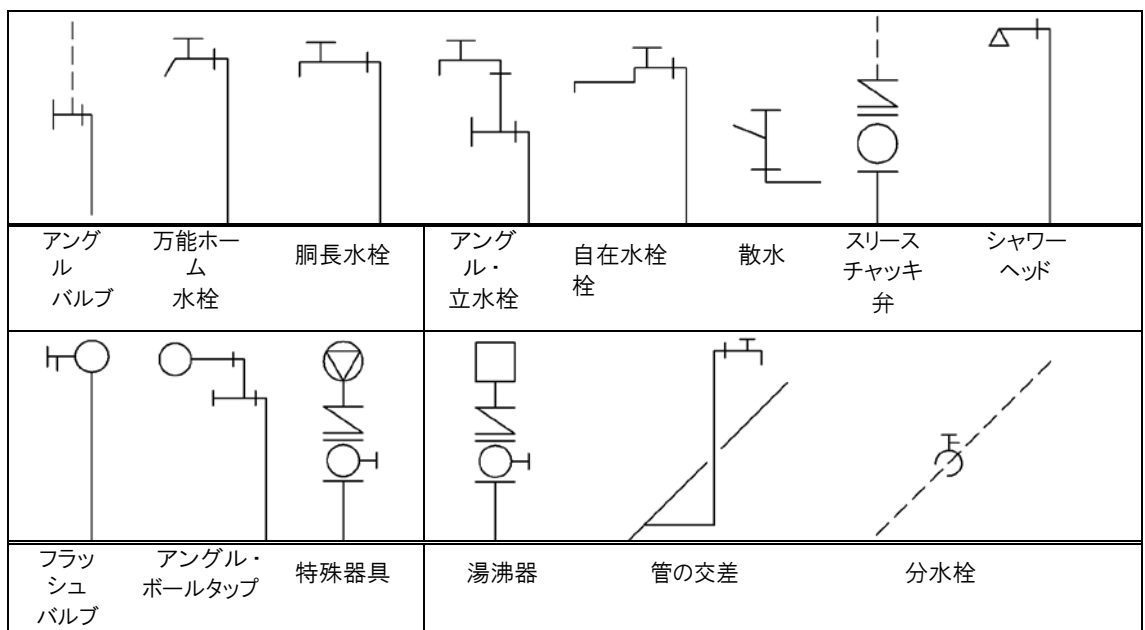 アング
ル
バルブ
万能ホー
ム
水栓
胴長水栓
アング
ル・
立水栓
自在水栓
栓
散水
スリース
チャッキ
弁
シャワー
ヘッド
フラッ
シュ
バルブ
アングル・
ボールタップ
特殊器具
湯沸器
管の交差
分水栓